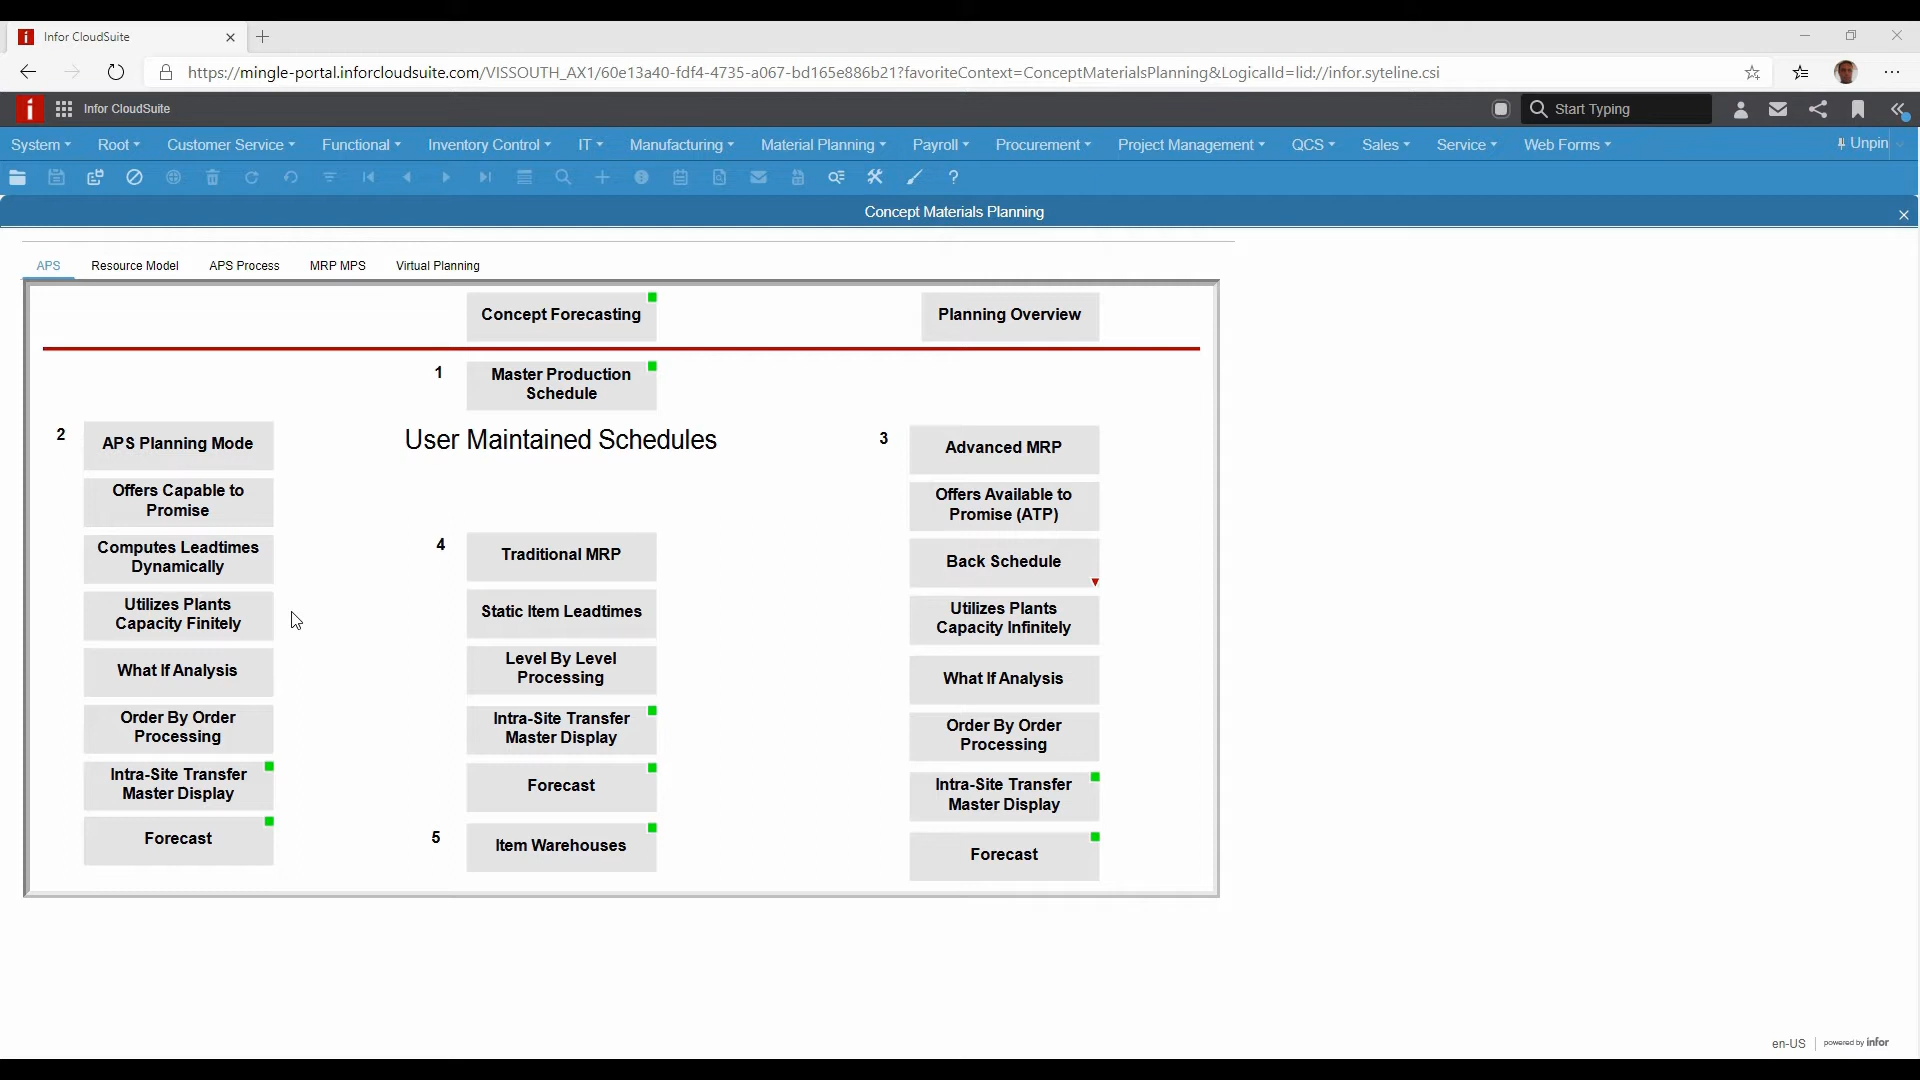 Infor CloudSuite
https://mingle-portal.inforcloudsuite.com/VISSOUTH_AX1/60e13a40-fdf4-4735-a067-bd165e886b21?favoriteContext=ConceptMaterialsPlanning&LogicalId=lid://infor.syteline.csi
Infor CloudSuite
Start Typing
System Root Customer Service Functional Inventory Control IT Manufacturing Material Planning Payroll Procurement Project Management QCS Sales Service Web Forms Unpin
Concept Materials Planning
APS Resource Model APS Process MRP MPS Virtual Planning
Concept Forecasting
Planning Overview
1
Master Production
Schedule
User Maintained Schedules
2
APS Planning Mode
Offers Capable to
Promise
Computes Leadtimes
Dynamically
Utilizes Plants
Capacity Finitely
What If Analysis
Order By Order
Processing
Intra-Site Transfer
Master Display
Forecast
4
Traditional MRP
Static Item Leadtimes
Level By Level
Processing
Intra-Site Transfer
Master Display
Forecast
5
Item Warehouses
3
Advanced MRP
Offers Available to
Promise (ATP)
Back Schedule
Utilizes Plants
Capacity Infinitely
What If Analysis
Order By Order
Processing
Intra-Site Transfer
Master Display
Forecast
en-US powered by infor